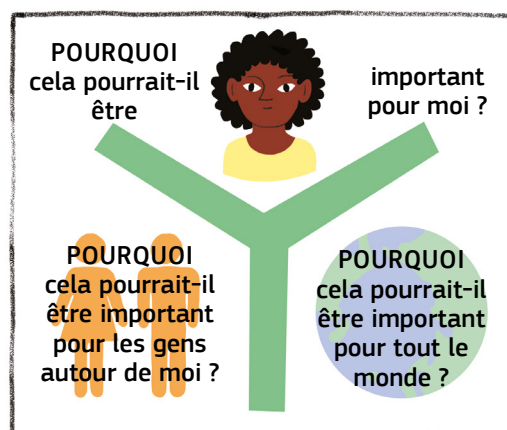 POURQUOI
cela pourrait-il
être
important
pour moi ?
POURQUOI
cela pourrait-il
être important
pour les gens
autour de moi ?
POURQUOI
cela pourrait-il
être important
pour tout le
monde ?